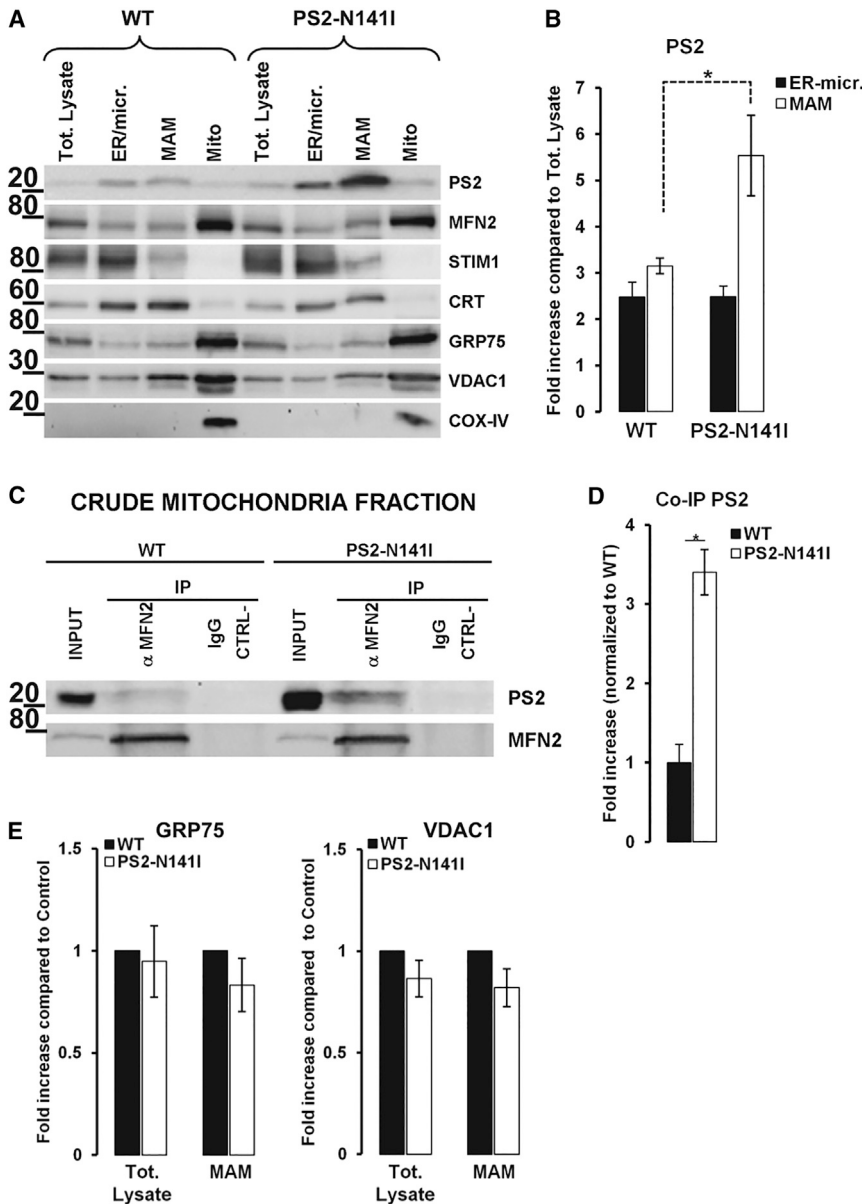 A
WT
PS2-N141I
Tot. Lysate
ER/micr.
MAM
Mito
Tot. Lysate
ER/micr.
MAM
Mito
20
PS2
80
MFN2
80
STIM1
60
CRT
80
GRP75
30
VDAC1
20
COX-IV
B
PS2
*
ER-micr.
MAM
Fold increase compared to Tot. Lysate
7
6
5
4
3
2
1
0
WT
PS2-N141I
C
CRUDE MITOCHONDRIA FRACTION
WT
PS2-N141I
IP
IP
INPUT
α MFN2
IgG
CTRL-
INPUT
α MFN2
IgG
CTRL-
20
PS2
80
MFN2
D
Co-IP PS2
WT
PS2-N141I
*
Fold increase (normalized to WT)
4
3
2
1
0
E
GRP75
WT
PS2-N141I
Fold increase compared to Control
1.5
1
0.5
0
Tot.
Lysate
MAM
VDAC1
WT
PS2-N141I
Fold increase compared to Control
1.5
1
0.5
0
Tot.
Lysate
MAM